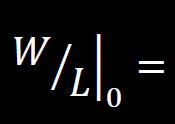 W/L|₀ =